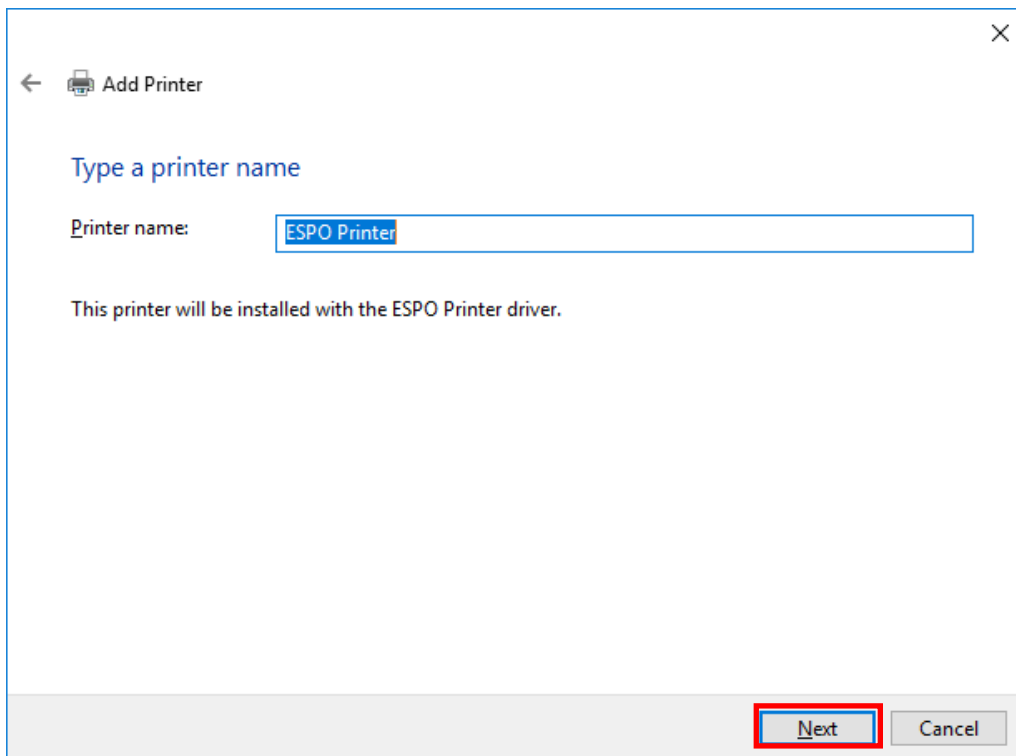 Add Printer
Type a printer name
Printer name: ESPO Printer
This printer will be installed with the ESPO Printer driver.
Next Cancel